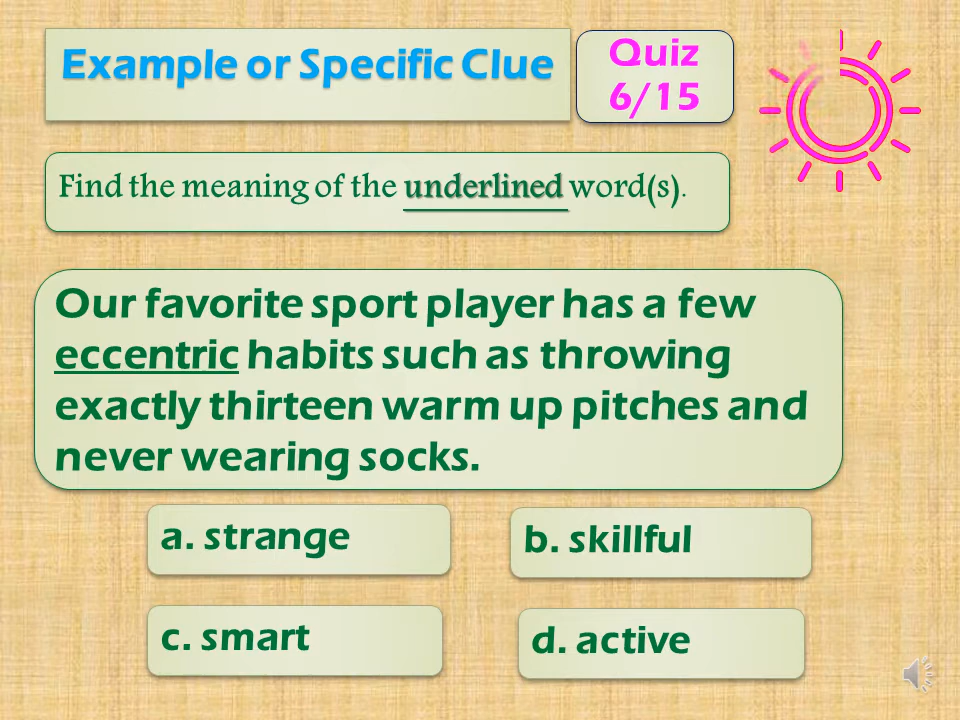 Example or Specific Clue
Quiz
6/15
Find the meaning of the underlined word(s).
Our favorite sport player has a few
eccentric habits such as throwing
exactly thirteen warm up pitches and
never wearing socks.
a. strange
b. skillful
c. smart
d. active